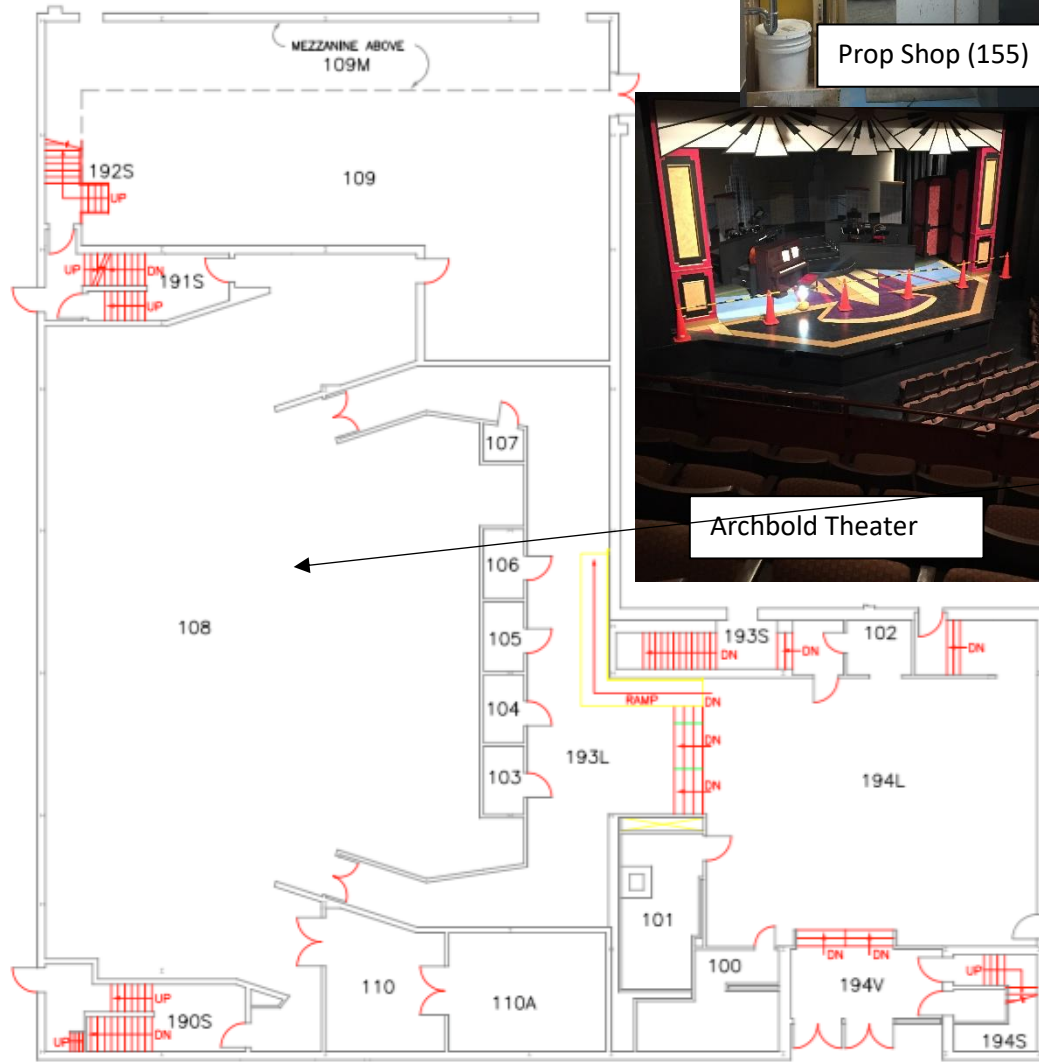 Prop Shop (155)
MEZZANINE ABOVE
109M
192S
109
UP
UP
DN
191S
UP
107
Archbold Theater
106
108
105
193S
102
DN
DN
DN
RAMP
DN
104
DN
193L
103
DN
194L
101
100
DN
DN
UP
110
110A
194V
UP
190S
DN
UP
194S